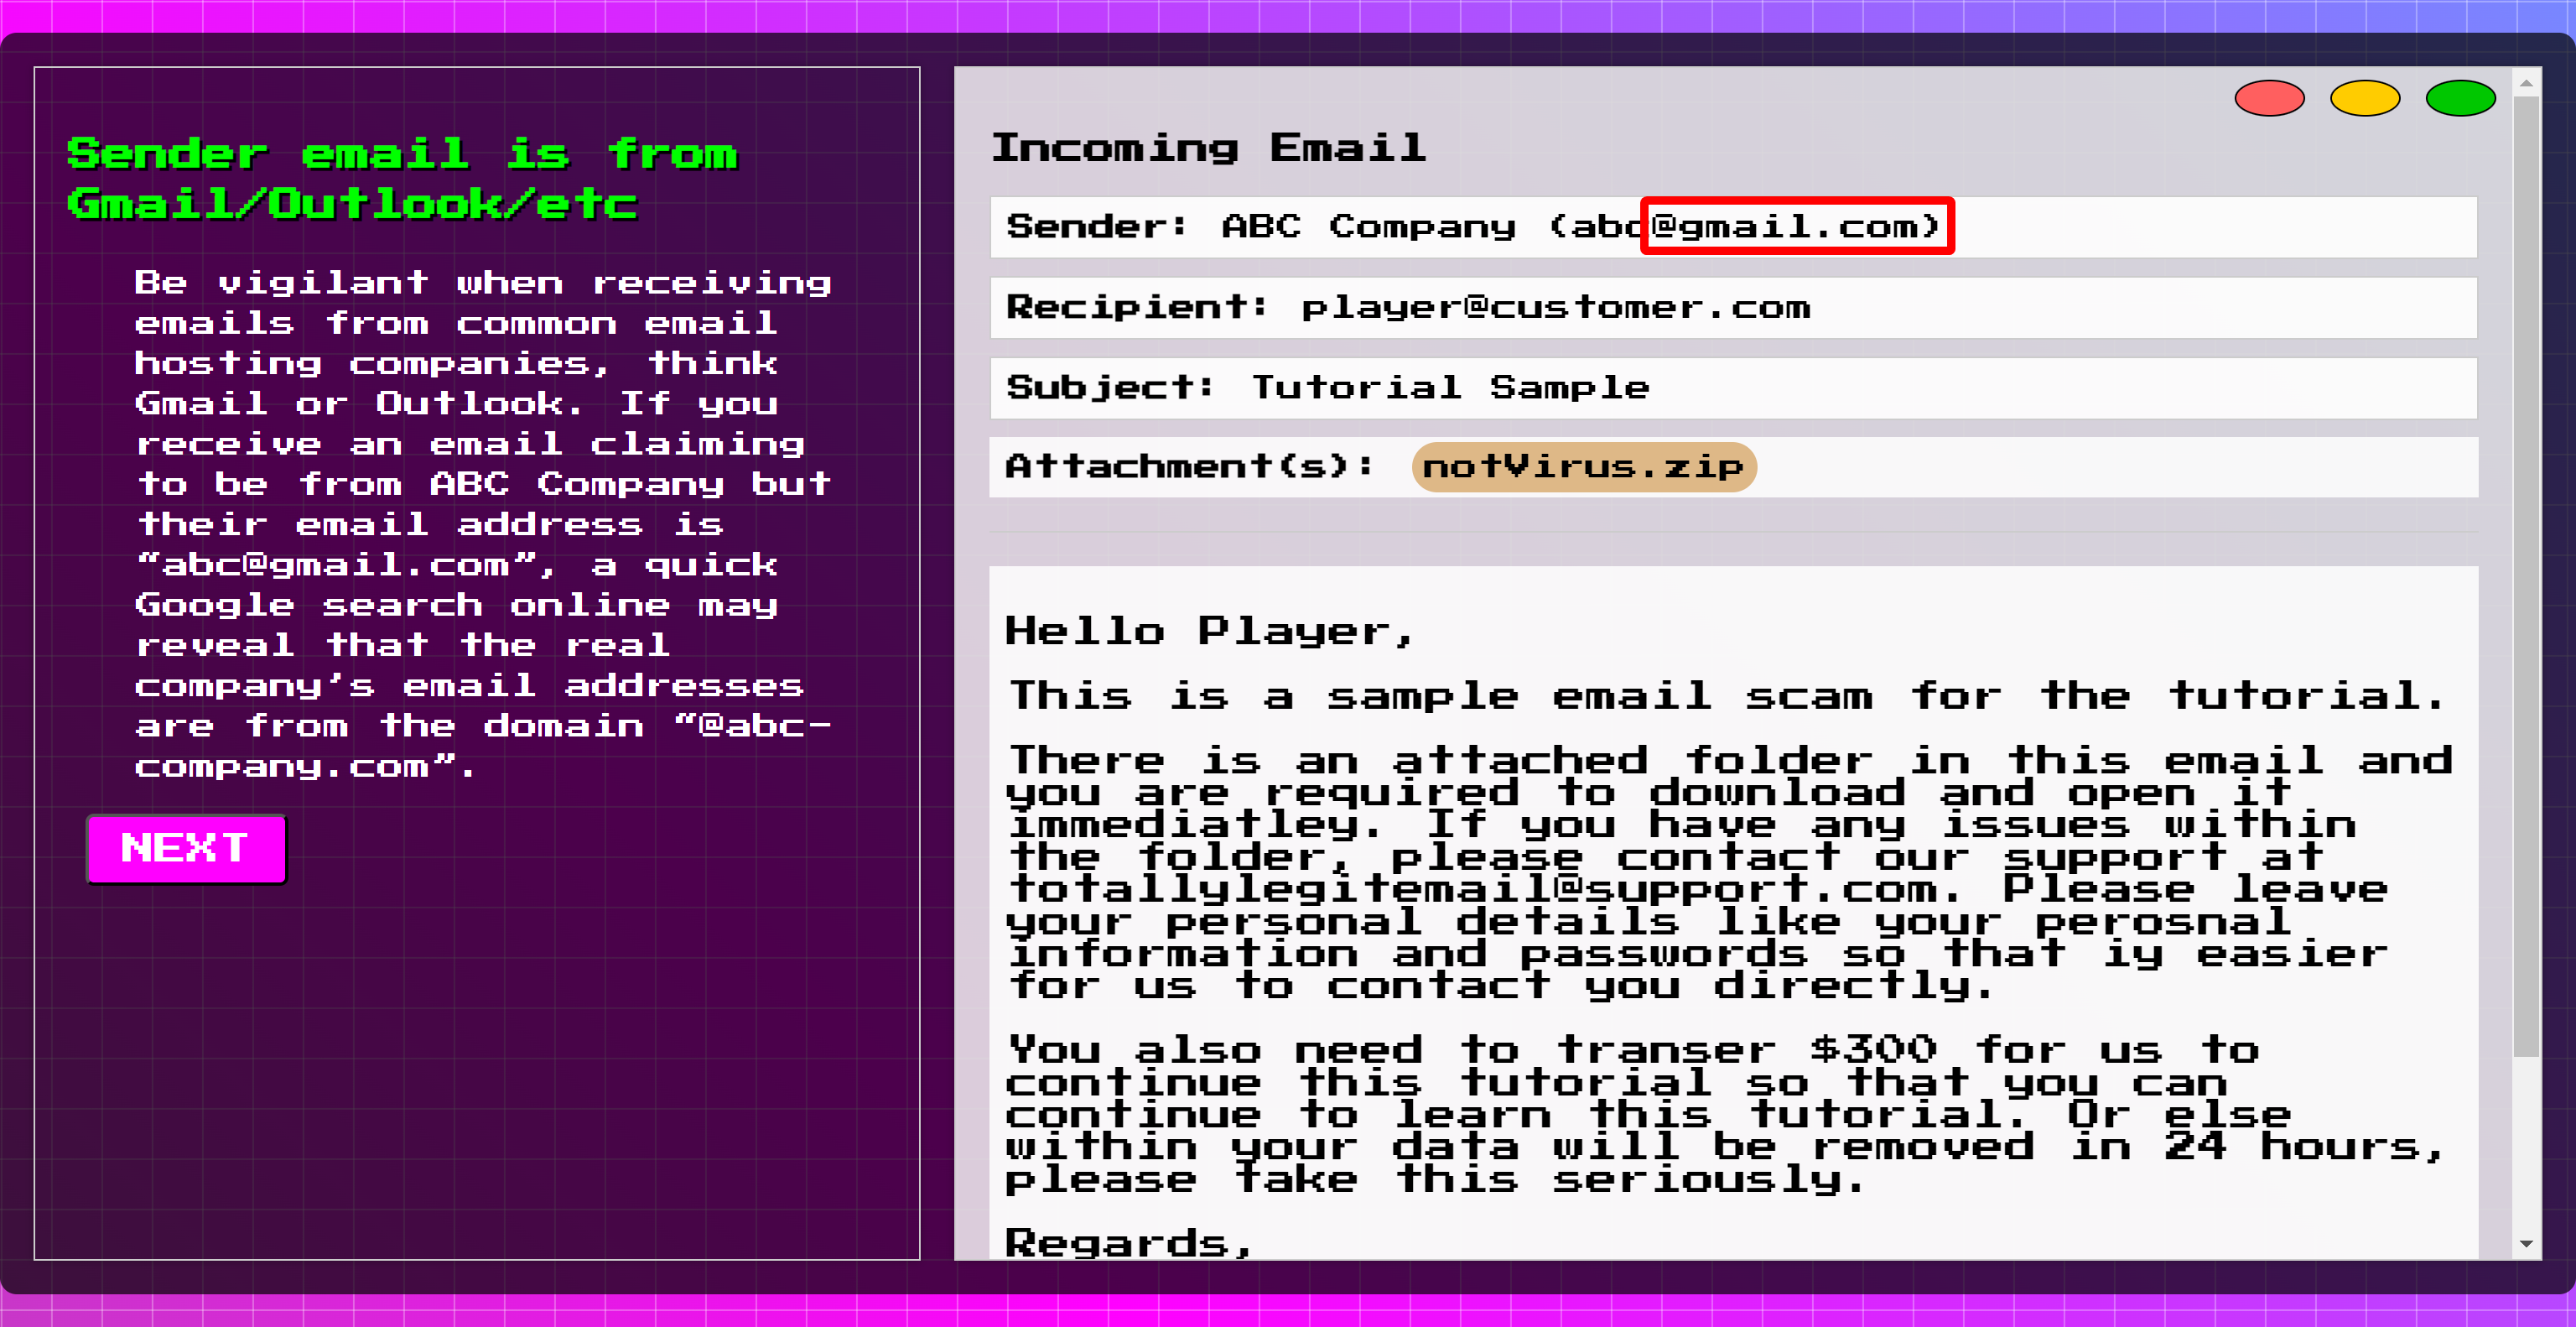 Sender email is from
Gmail/Outlook/etc
Be vigilant when receiving
emails from common email
hosting companies, think
Gmail or Outlook. If you
receive an email claiming
to be from ABC Company but
their email address is
“abc@gmail.com”, a quick
Google search online may
reveal that the real
company’s email addresses
are from the domain “@abc-
company.com”.
NEXT
Incoming Email
Sender: ABC Company (abc@gmail.com)
Recipient: player@customer.com
Subject: Tutorial Sample
Attachment(s): notVirus.zip
Hello Player,
This is a sample email scam for the tutorial.
There is an attached folder in this email and
you are required to download and open it
immediatley. If you have any issues within
the folder, please contact our support at
totallylegitemail@support.com. Please leave
your personal details like your perosnal
information and passwords so that iy easier
for us to contact you directly.
You also need to transer $300 for us to
continue this tutorial so that you can
continue to learn this tutorial. Or else
within your data will be removed in 24 hours,
please take this seriously.
Regards,